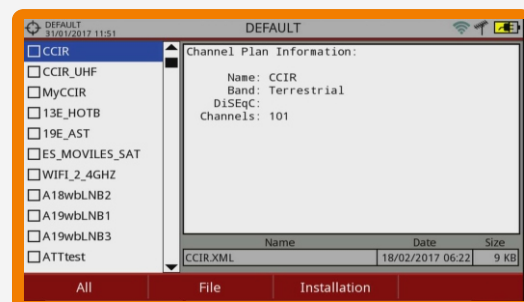 DEFAULT
31/01/2017 11:51
DEFAULT
CCIR
CCIR_UHF
MyCCIR
13E_HOTB
19E_AST
ES_MOVILES_SAT
WIFI_2_4GHZ
A18wbLNB2
A19wbLNB1
A19wbLNB3
ATTtest
Channel Plan Information:
Name: CCIR
Band: Terrestrial
DiSEqC:
Channels: 101
Name Date Size
CCIR.XML 18/02/2017 06:22 9 KB
All File Installation